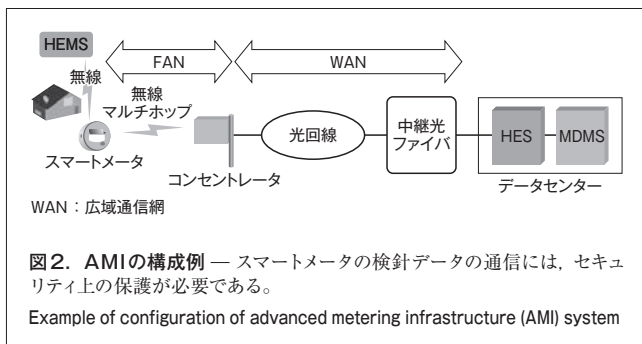 HEMS
FAN
WAN
無線
無線
マルチホップ
スマートメータ
コンセントレータ
光回線
中継光
ファイバ
HES
MDMS
データセンター
WAN：広域通信網
図2．AMIの構成例 — スマートメータの検針データの通信には，セキュ
リティ上の保護が必要である。
Example of configuration of advanced metering infrastructure (AMI) system